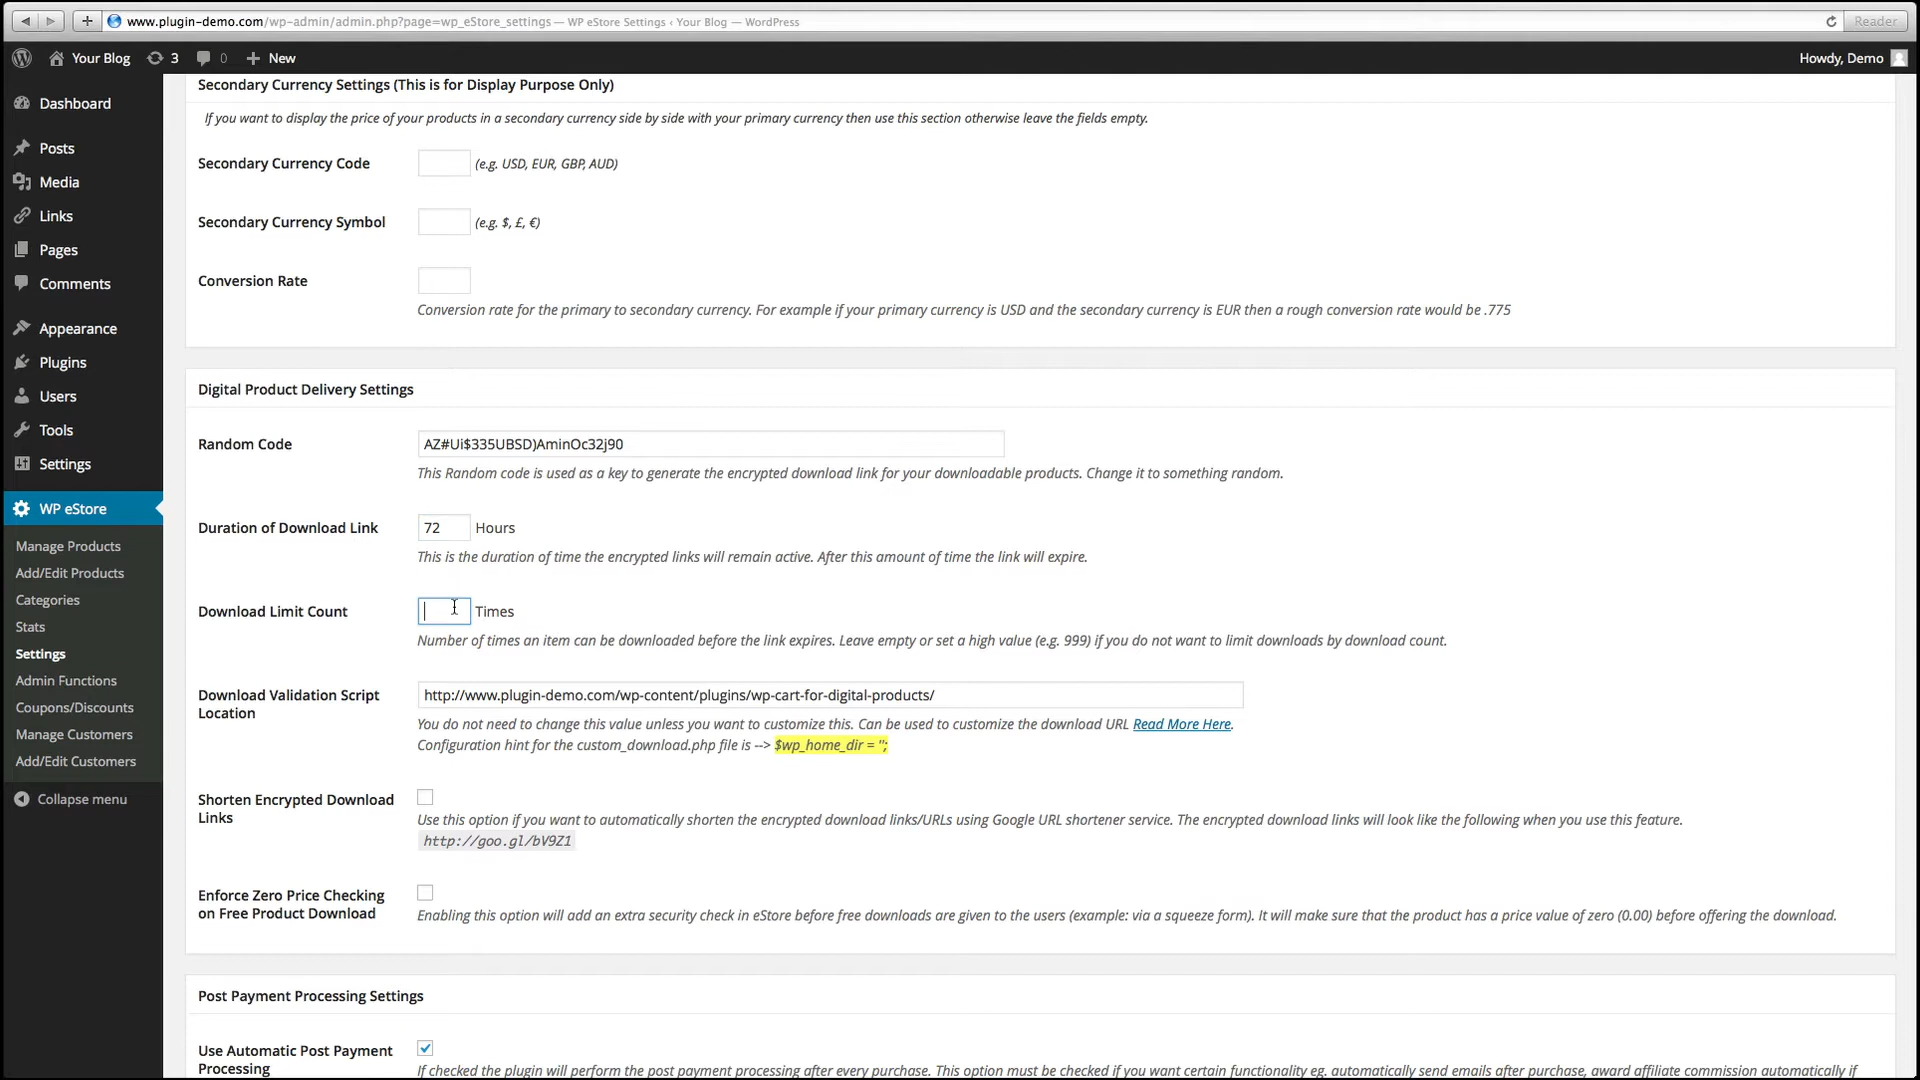 www.plugin-demo.com/wp-admin/admin.php?page=wp_eStore_settings — WP eStore Settings ‹ Your Blog — WordPress
Reader
Your Blog 3 0 New
Howdy, Demo
Dashboard
Posts
Media
Links
Pages
Comments
Appearance
Plugins
Users
Tools
Settings
WP eStore
Manage Products
Add/Edit Products
Categories
Stats
Settings
Admin Functions
Coupons/Discounts
Manage Customers
Add/Edit Customers
Collapse menu
Secondary Currency Settings (This is for Display Purpose Only)
If you want to display the price of your products in a secondary currency side by side with your primary currency then use this section otherwise leave the fields empty.
Secondary Currency Code (e.g. USD, EUR, GBP, AUD)
Secondary Currency Symbol (e.g. $, £, €)
Conversion Rate
Conversion rate for the primary to secondary currency. For example if your primary currency is USD and the secondary currency is EUR then a rough conversion rate would be .775
Digital Product Delivery Settings
Random Code AZ#Ui$335UBSD)AminOc32j90
This Random code is used as a key to generate the encrypted download link for your downloadable products. Change it to something random.
Duration of Download Link 72 Hours
This is the duration of time the encrypted links will remain active. After this amount of time the link will expire.
Download Limit Count Times
Number of times an item can be downloaded before the link expires. Leave empty or set a high value (e.g. 999) if you do not want to limit downloads by download count.
Download Validation Script
Location
http://www.plugin-demo.com/wp-content/plugins/wp-cart-for-digital-products/
You do not need to change this value unless you want to customize this. Can be used to customize the download URL Read More Here.
Configuration hint for the custom_download.php file is --> $wp_home_dir = '';
Shorten Encrypted Download
Links
Use this option if you want to automatically shorten the encrypted download links/URLs using Google URL shortener service. The encrypted download links will look like the following when you use this feature.
http://goo.gl/bV9Z1
Enforce Zero Price Checking
on Free Product Download
Enabling this option will add an extra security check in eStore before free downloads are given to the users (example: via a squeeze form). It will make sure that the product has a price value of zero (0.00) before offering the download.
Post Payment Processing Settings
Use Automatic Post Payment
Processing
If checked the plugin will perform the post payment processing after every purchase. This option must be checked if you want certain functionality eg. automatically send emails after purchase, award affiliate commission automatically if